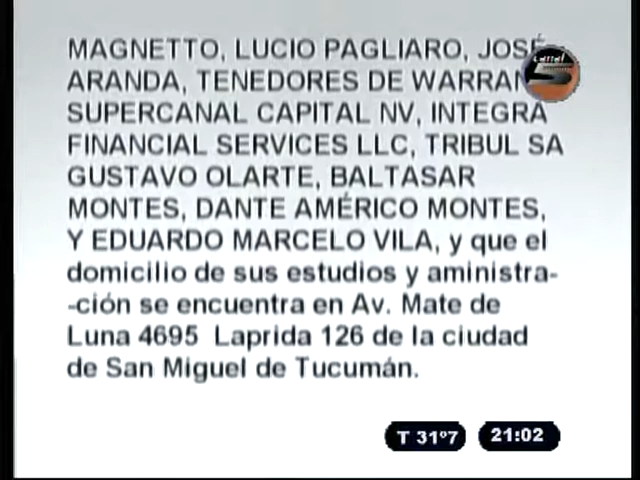 MAGNETTO, LUCIO PAGLIARO, JOSÉ
ARANDA, TENEDORES DE
SUPERCANAL CAPITAL NV, INTEGRA
FINANCIAL SERVICES LLC, TRIBUL SA
GUSTAVO OLARTE, BALTASAR
MONTES, DANTE AMÉRICO MONTES,
Y EDUARDO MARCELO VILA, y que el
domicilio de sus estudios y aministra-
-ción se encuentra en Av. Mate de
Luna 4695 Laprida 126 de la ciudad
de San Miguel de Tucumán.
Canal 5
T 31º7
21:02